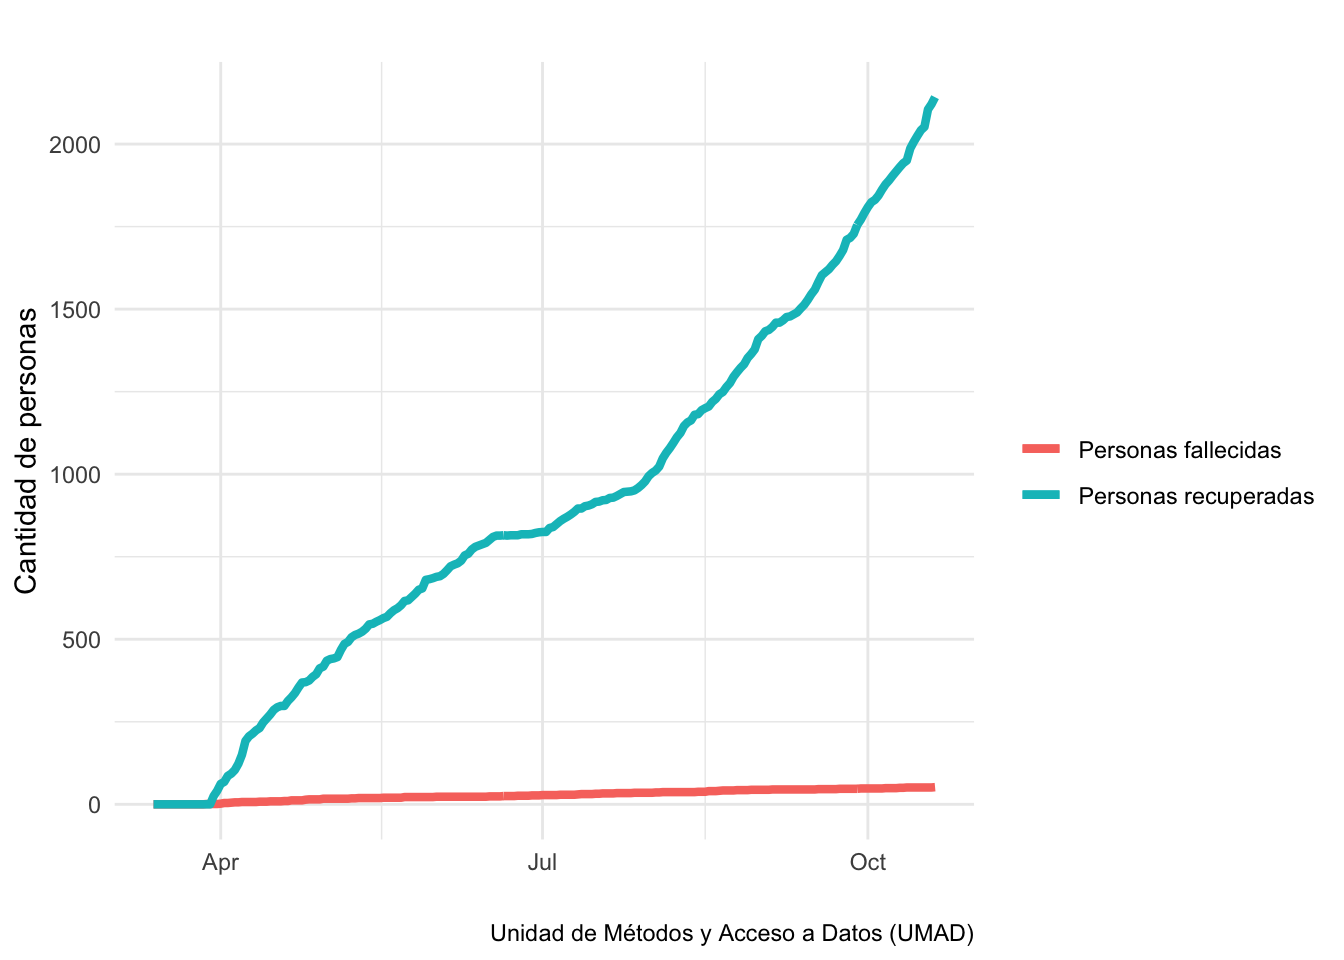 Cantidad de personas
2000
1500
1000
500
0
Apr
Jul
Oct
Personas fallecidas
Personas recuperadas
Unidad de Métodos y Acceso a Datos (UMAD)